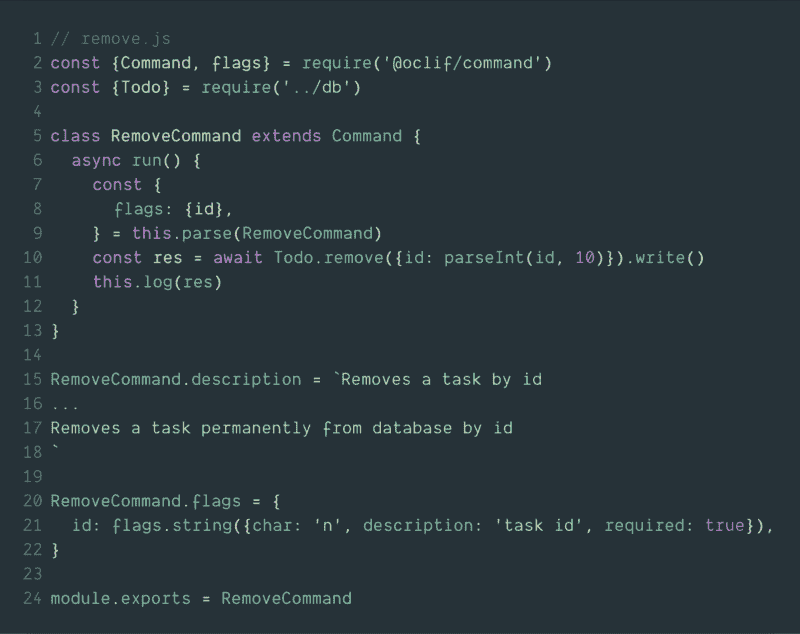 1 // remove.js
2 const {Command, flags} = require('@oclif/command')
3 const {Todo} = require('../db')
4
5 class RemoveCommand extends Command {
6   async run() {
7     const {
8       flags: {id},
9     } = this.parse(RemoveCommand)
10     const res = await Todo.remove({id: parseInt(id, 10)}).write()
11     this.log(res)
12   }
13 }
14
15 RemoveCommand.description = `Removes a task by id
16 ...
17 Removes a task permanently from database by id
18 `
19
20 RemoveCommand.flags = {
21   id: flags.string({char: 'n', description: 'task id', required: true}),
22 }
23
24 module.exports = RemoveCommand